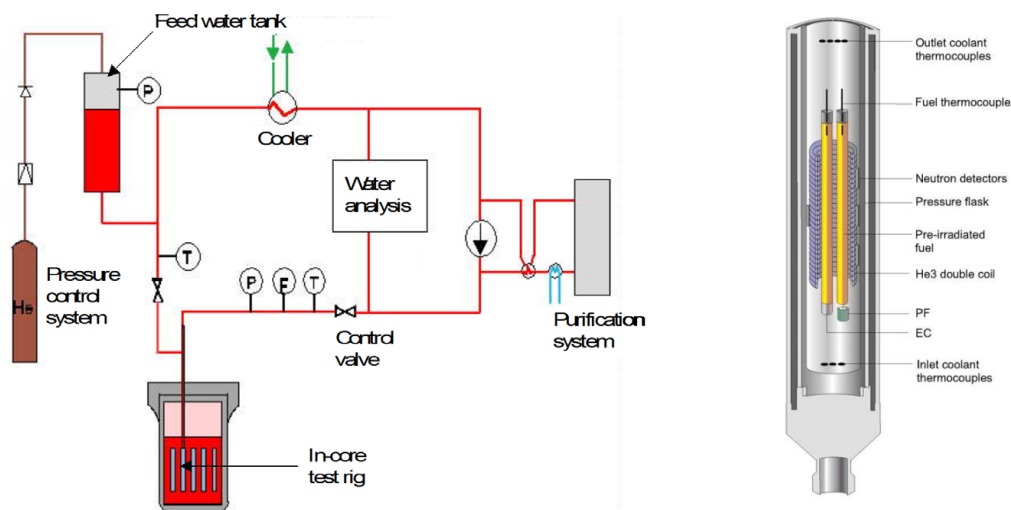 Feed water tank
P
Cooler
Water
analysis
T
P
F
T
Pressure
control
system
He
Control
valve
Purification
system
In-core
test rig
Outlet coolant
thermocouples
Fuel thermocouple
Neutron detectors
Pressure flask
Pre-irradiated
fuel
He3 double coil
PF
EC
Inlet coolant
thermocouples